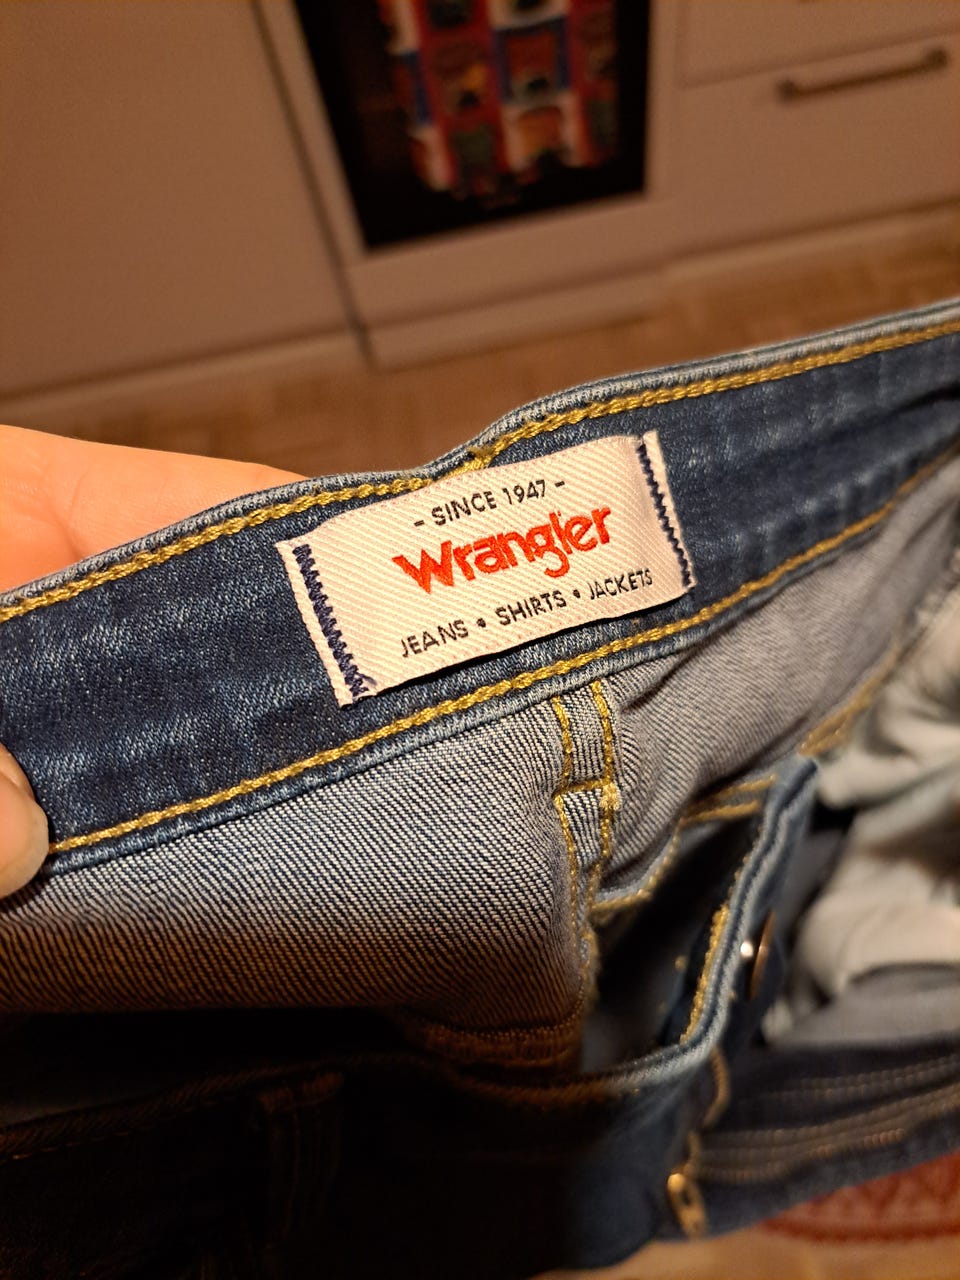 - SINCE 1947 -
Wrangler
JEANS • SHIRTS • JACKETS